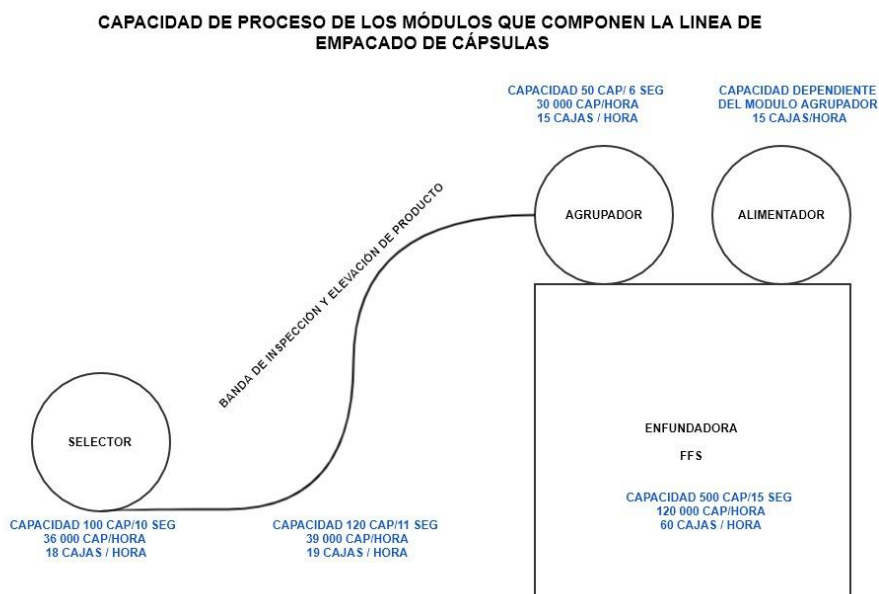 CAPACIDAD DE PROCESO DE LOS MÓDULOS QUE COMPONEN LA LINEA DE
EMPACADO DE CÁPSULAS
CAPACIDAD 50 CAP/ 6 SEG
30 000 CAP/HORA
15 CAJAS / HORA
CAPACIDAD DEPENDIENTE
DEL MODULO AGRUPADOR
15 CAJAS/HORA
AGRUPADOR
ALIMENTADOR
BANDA DE INSPECCIÓN Y ELEVACIÓN DE PRODUCTO
SELECTOR
ENFUNDADORA
FFS
CAPACIDAD 500 CAP/15 SEG
120 000 CAP/HORA
60 CAJAS / HORA
CAPACIDAD 100 CAP/10 SEG
36 000 CAP/HORA
18 CAJAS / HORA
CAPACIDAD 120 CAP/11 SEG
39 000 CAP/HORA
19 CAJAS / HORA